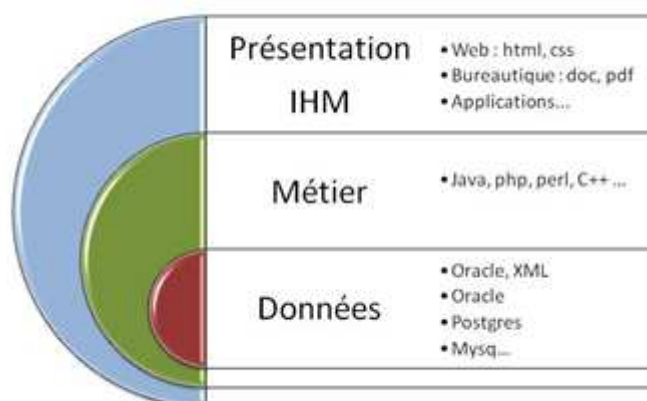 Présentation
IHM
• Web : html, css
• Bureautique : doc, pdf
• Applications...
Métier
• Java, php, perl, C++ ...
Données
• Oracle, XML
• Oracle
• Postgres
• Mysq...